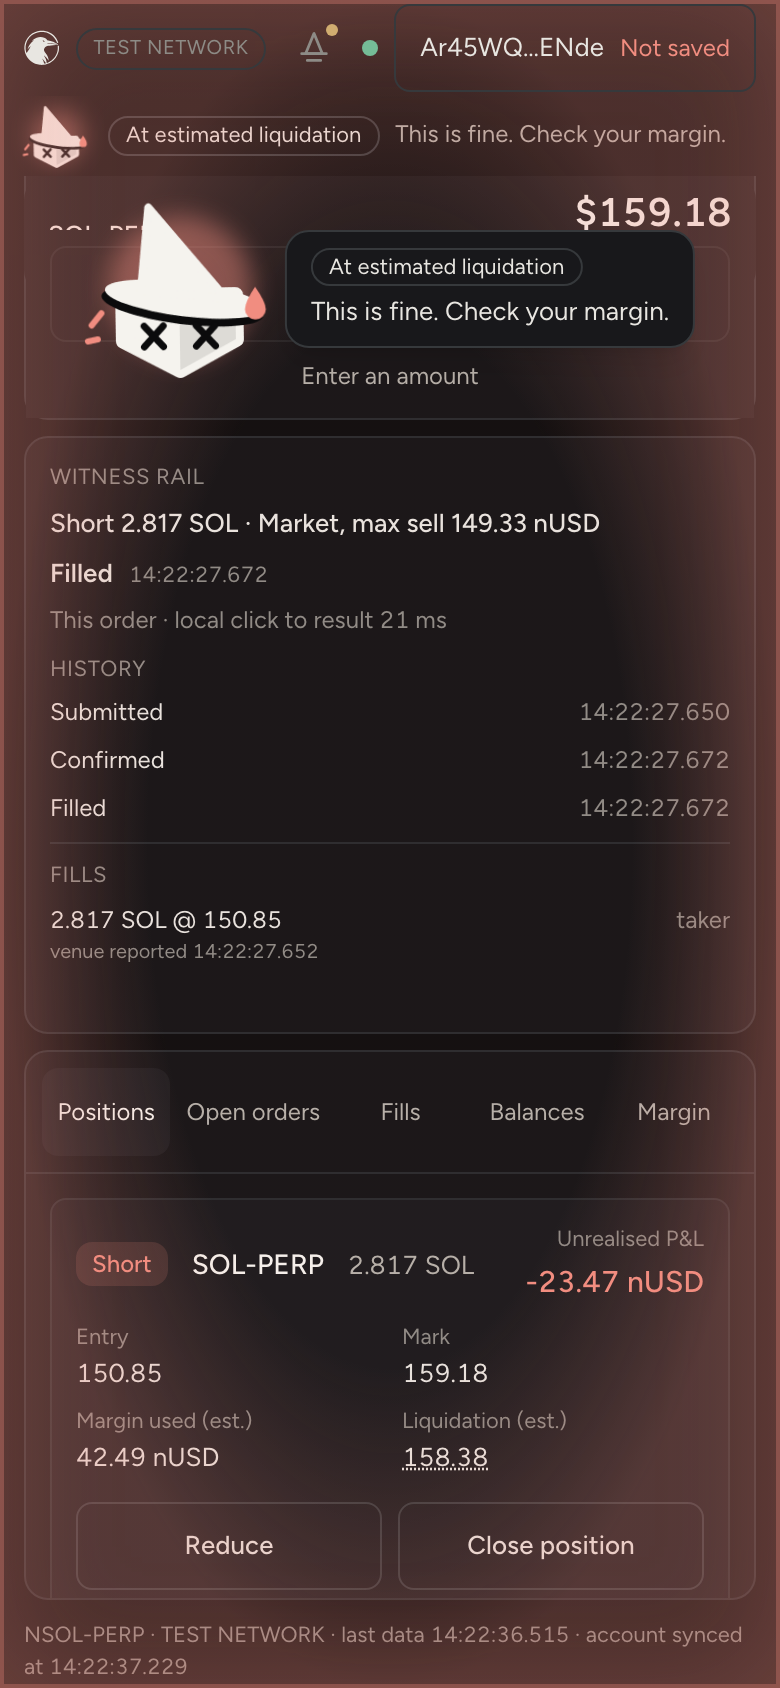 TEST NETWORK
Ar45WQ...ENde Not saved
At estimated liquidation This is fine. Check your margin.
$159.18
At estimated liquidation
This is fine. Check your margin.
Enter an amount
WITNESS RAIL
Short 2.817 SOL · Market, max sell 149.33 nUSD
Filled 14:22:27.672
This order · local click to result 21 ms
HISTORY
Submitted 14:22:27.650
Confirmed 14:22:27.672
Filled 14:22:27.672
FILLS
2.817 SOL @ 150.85 taker
venue reported 14:22:27.652
Positions Open orders Fills Balances Margin
Unrealised P&L
Short SOL-PERP 2.817 SOL
-23.47 nUSD
Entry Mark
150.85 159.18
Margin used (est.) Liquidation (est.)
42.49 nUSD 158.38
Reduce Close position
NSOL-PERP · TEST NETWORK · last data 14:22:36.515 · account synced
at 14:22:37.229